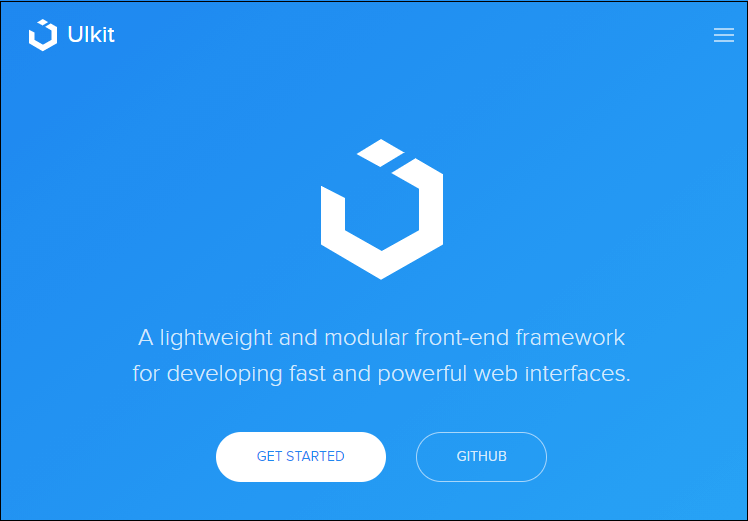 UIkit
A lightweight and modular front-end framework
for developing fast and powerful web interfaces.
GET STARTED
GITHUB